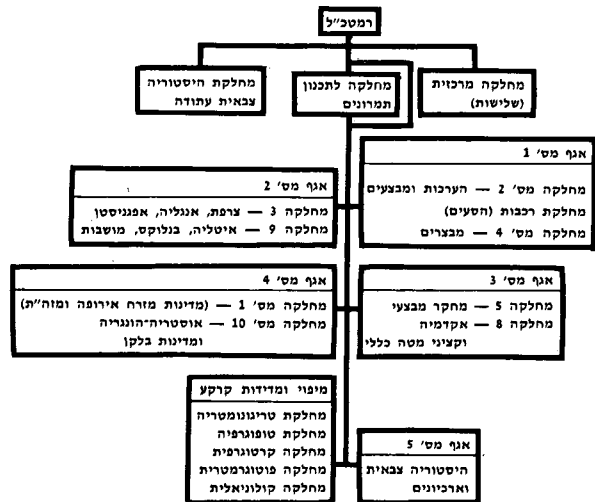 רמטכ"ל
מחלקה מרכזית
(שלישות)
מחלקה לתכנון
תמרונים
מחלקת היסטוריה
צבאית עתודה
אגף מס' 1
מחלקה מס' 2 — הערכות ומבצעים
מחלקת רכבות (הסעים)
מחלקה מס' 4 — מבצרים
אגף מס' 2
מחלקה 3 — צרפת, אנגליה, אפגניסטן
מחלקה 9 — איטליה, בנלוקס, מושבות
אגף מס' 3
מחלקה 5 — מחקר מבצעי
מחלקה 8 — אקדמיה
וקציני מטה כללי
אגף מס' 4
מחלקה מס' 1 — (מדינות מזרח אירופה ומזה"ת)
מחלקה מס' 10 — אוסטריה-הונגריה
ומדינות בלקן
אגף מס' 5
היסטוריה צבאית
וארכיונים
מיפוי ומדידות קרקע
מחלקת טריגונומטריה
מחלקת טופוגרפיה
מחלקה קרטוגרפית
מחלקה פוטוגרמטרית
מחלקה קולוניאלית